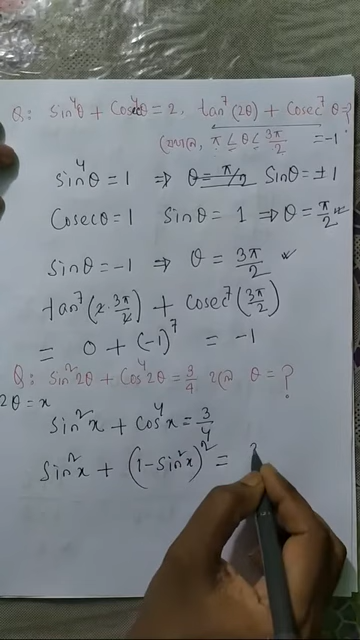 Q: sin⁴θ + Cosec⁴θ = 2, tan⁷(2θ) + Cosec⁷θ = ?
π ≤ θ ≤ 3π/2 = -1
sin⁴θ = 1 ⇒ θ = π/2 Sinθ = ±1
Cosecθ = 1 Sinθ = 1 ⇒ θ = π/2
Sinθ = -1 ⇒ θ = 3π/2
tan⁷(2·3π/2) + Cosec⁷(3π/2)
= 0 + (-1)⁷ = -1
Q: Sin²2θ + Cos⁴2θ = 3/4 হলে θ = ?
2θ = x
Sin²x + Cos⁴x = 3/4
Sin²x + (1-Sin²x)² =